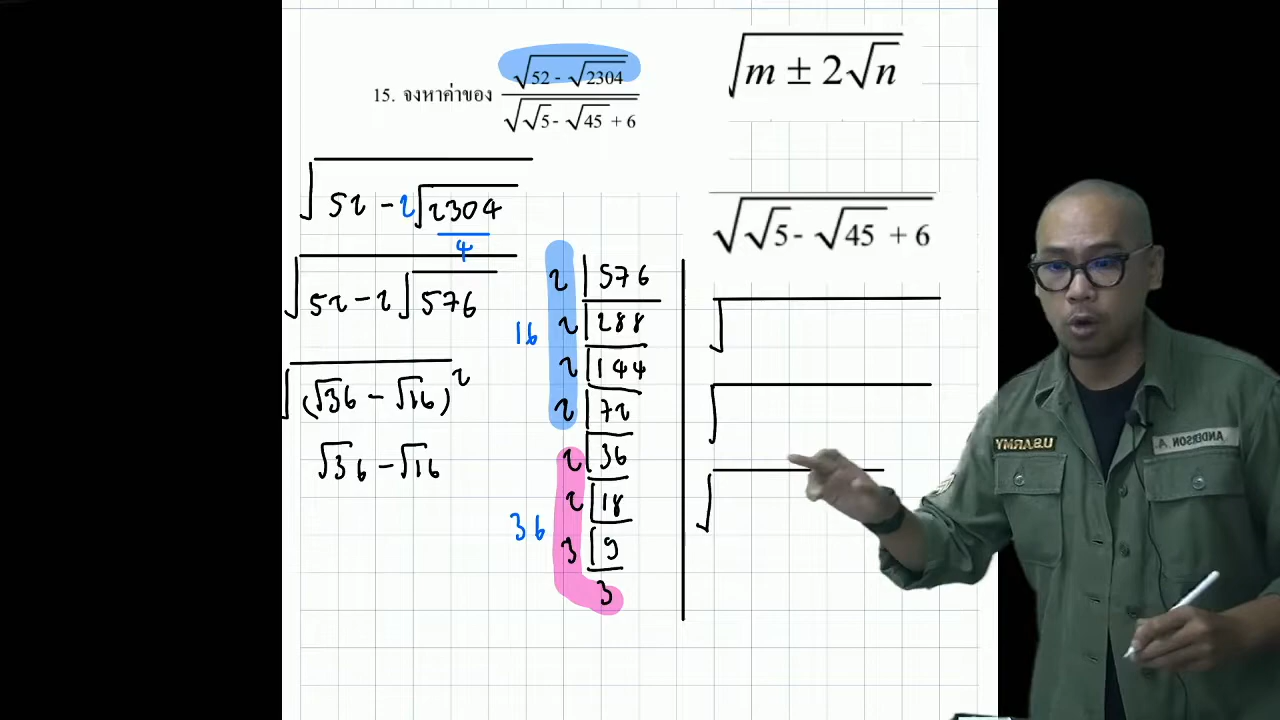 15. จงหาค่าของ √(52 - √2304) / √(√5 - √45 + 6)
√(m ± 2√n)
√(52 - 2√(2304/4))
√(52 - 2√576)
√((√36 - √16)²)
√36 - √16
2 | 576
2 | 288
16
2 | 144
2 | 72
2 | 36
2 | 18
36
3 | 9
3
√(√5 - √45 + 6)
U.S. ARMY
ANDERSON A.